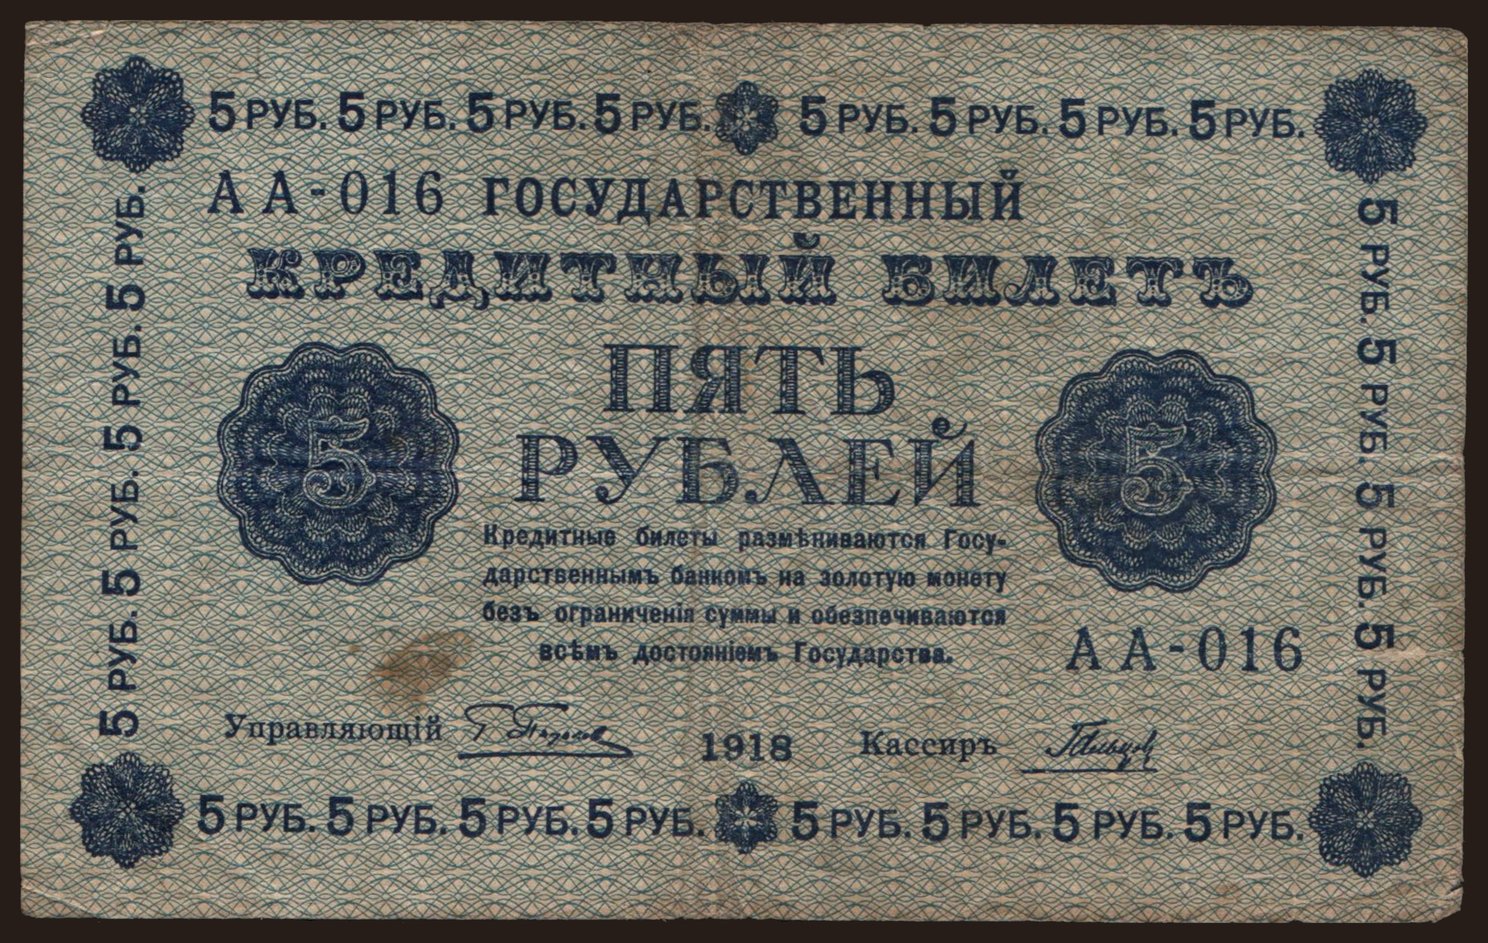 5 РУБ. 5 РУБ. 5 РУБ. 5 РУБ. 5 РУБ. 5 РУБ. 5 РУБ. 5 РУБ.
АА-016 ГОСУДАРСТВЕННЫЙ
КРЕДИТНЫЙ БИЛЕТЪ
ПЯТЬ
РУБЛЕЙ
5
5
Кредитные билеты размѣниваются Госу-
дарственнымъ банкомъ на золотую монету
безъ ограниченія суммы и обезпечиваются
всѣмъ достояніемъ Государства.
АА-016
Управляющій
1918
Кассиръ
5 РУБ. 5 РУБ. 5 РУБ. 5 РУБ.
5 РУБ. 5 РУБ. 5 РУБ. 5 РУБ.
5 РУБ. 5 РУБ. 5 РУБ. 5 РУБ. 5 РУБ. 5 РУБ. 5 РУБ. 5 РУБ.